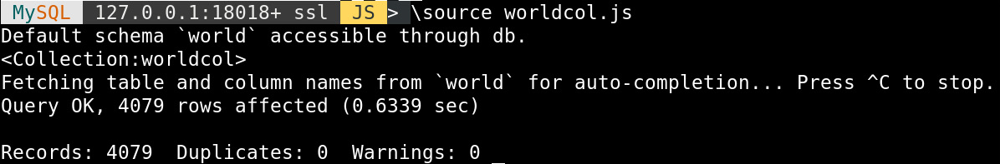 MySQL 127.0.0.1:18018+ ssl JS > \source worldcol.js
Default schema `world` accessible through db.
<Collection:worldcol>
Fetching table and column names from `world` for auto-completion... Press ^C to stop.
Query OK, 4079 rows affected (0.6339 sec)
Records: 4079  Duplicates: 0  Warnings: 0